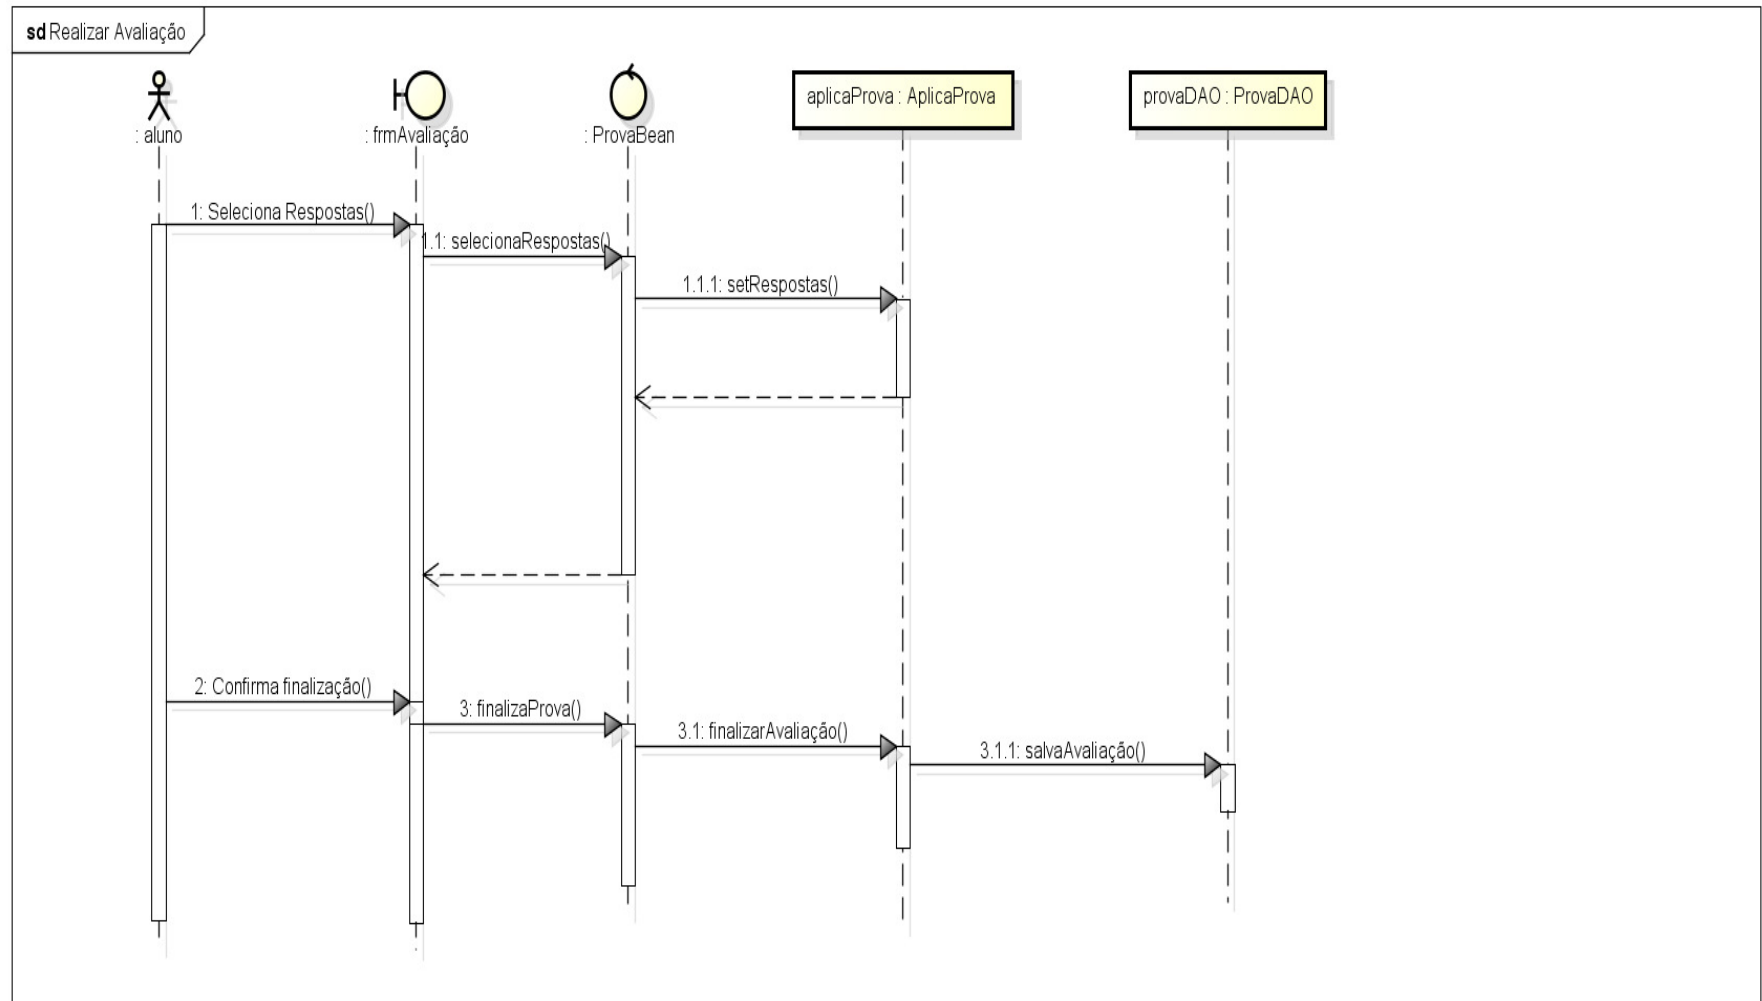 sd Realizar Avaliação
: aluno
: frmAvaliação
: ProvaBean
aplicaProva : AplicaProva
provaDAO : ProvaDAO
1: Seleciona Respostas()
1.1: selecionaRespostas()
1.1.1: setRespostas()
2: Confirma finalização()
3: finalizaProva()
3.1: finalizarAvaliação()
3.1.1: salvaAvaliação()